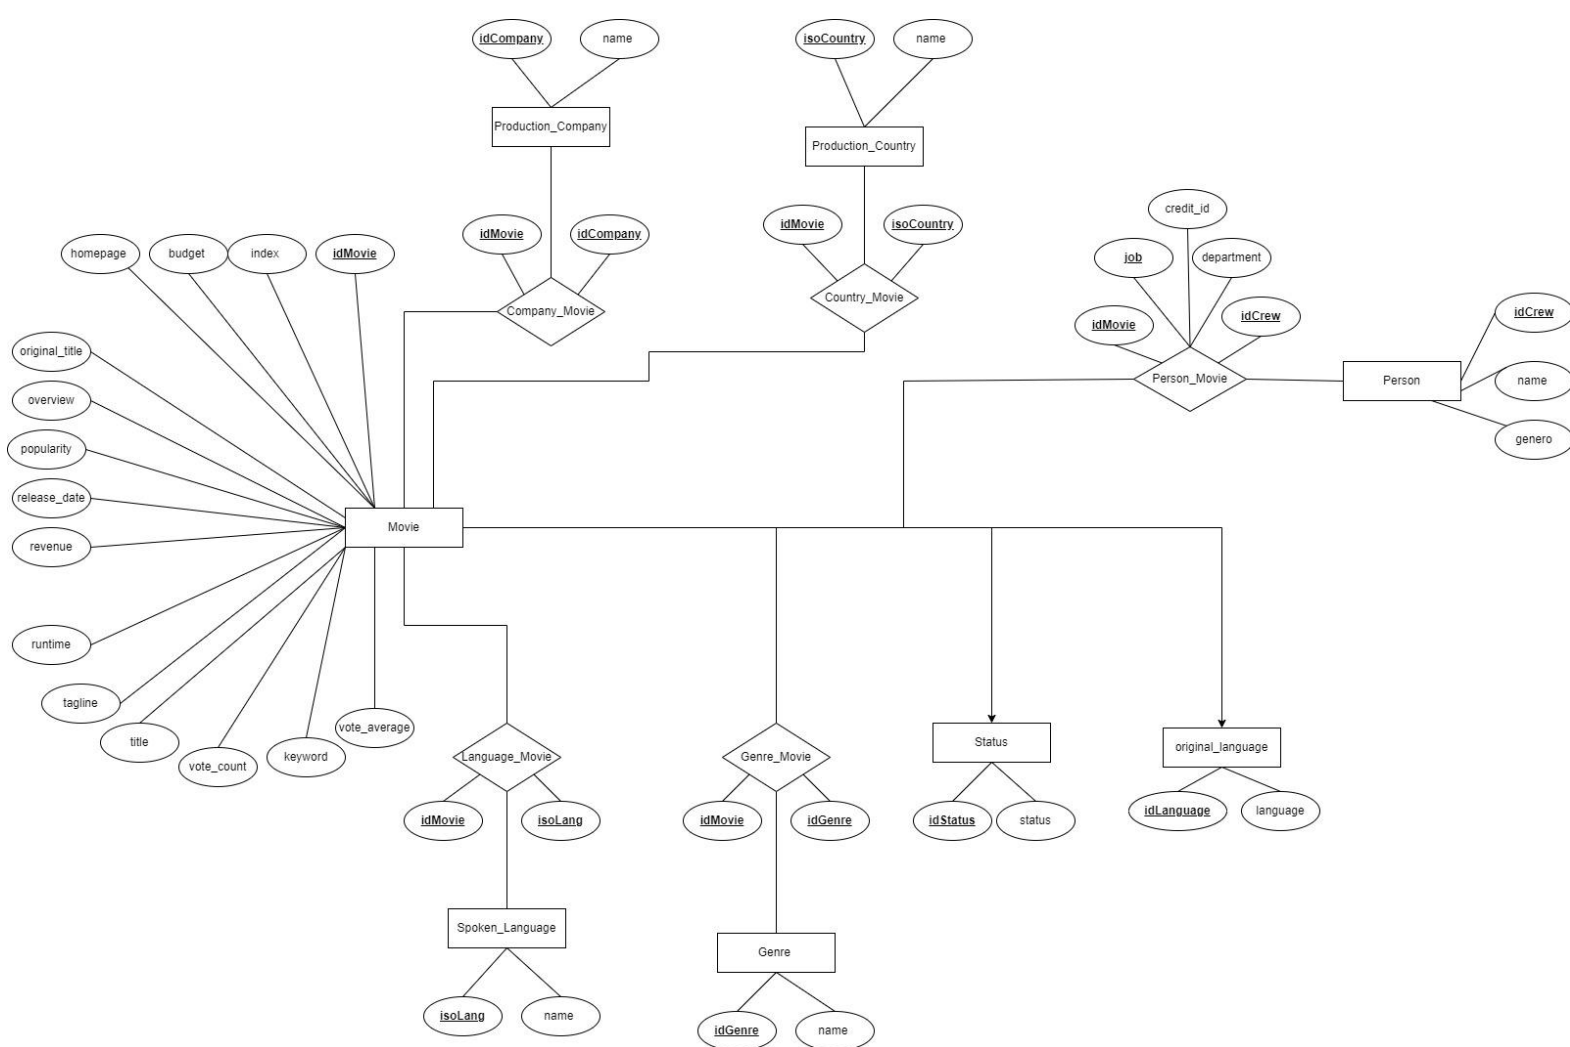 idCompany
name
isoCountry
name
Production_Company
Production_Country
credit_id
idMovie
idCompany
idMovie
isoCountry
homepage
budget
index
idMovie
job
department
Company_Movie
Country_Movie
idMovie
idCrew
idCrew
original_title
Person_Movie
Person
name
overview
genero
popularity
release_date
Movie
revenue
runtime
tagline
title
vote_count
keyword
vote_average
Language_Movie
Genre_Movie
Status
original_language
idMovie
isoLang
idMovie
idGenre
idStatus
status
idLanguage
language
Spoken_Language
Genre
isoLang
name
idGenre
name